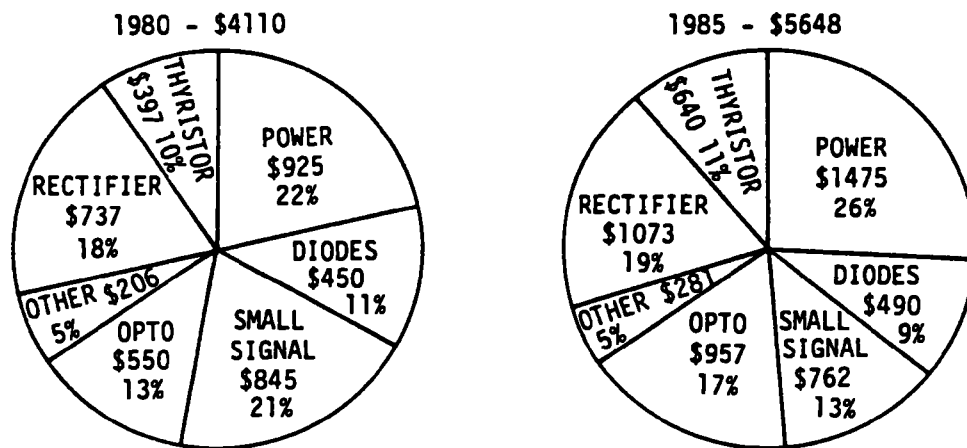 1980 - $4110
THYRISTOR
$397 10%
POWER
$925
22%
RECTIFIER
$737
18%
DIODES
$450
11%
OTHER $206
5%
OPTO
$550
13%
SMALL
SIGNAL
$845
21%
1985 - $5648
THYRISTOR
$640 11%
POWER
$1475
26%
RECTIFIER
$1073
19%
DIODES
$490
9%
OTHER $281
5%
OPTO
$957
17%
SMALL
SIGNAL
$762
13%